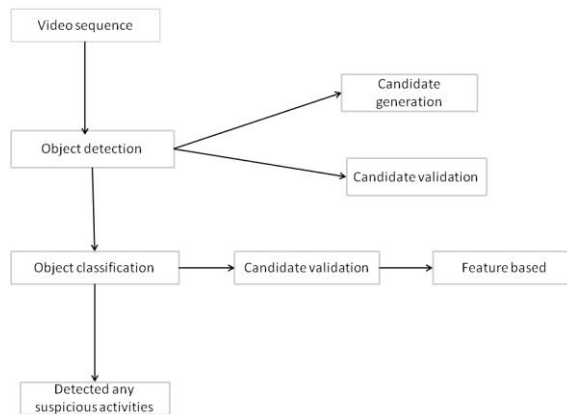 Video sequence
Candidate
generation
Object detection
Candidate validation
Object classification
Candidate validation
Feature based
Detected any
suspicious activities